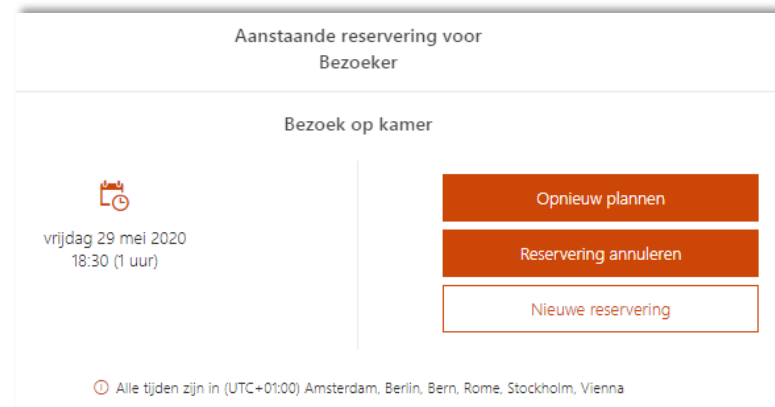 Aanstaande reservering voor
Bezoeker
Bezoek op kamer
vrijdag 29 mei 2020
18:30 (1 uur)
Opnieuw plannen
Reservering annuleren
Nieuwe reservering
Alle tijden zijn in (UTC+01:00) Amsterdam, Berlin, Bern, Rome, Stockholm, Vienna